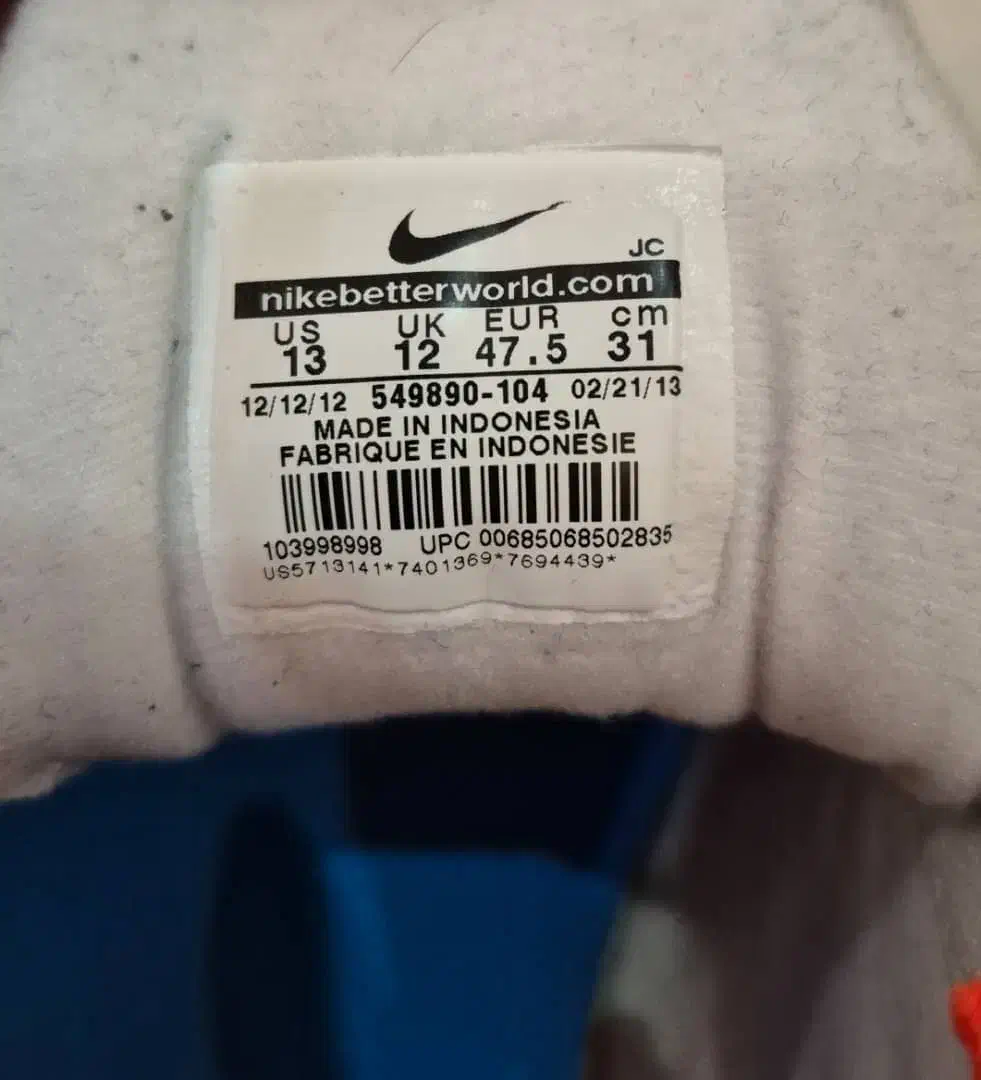 JC
nikebetterworld.com
US UK EUR cm
13 12 47.5 31
12/12/12 549890-104 02/21/13
MADE IN INDONESIA
FABRIQUE EN INDONESIE
103998998 UPC 00685068502835
US5713141*7401369*7694439*